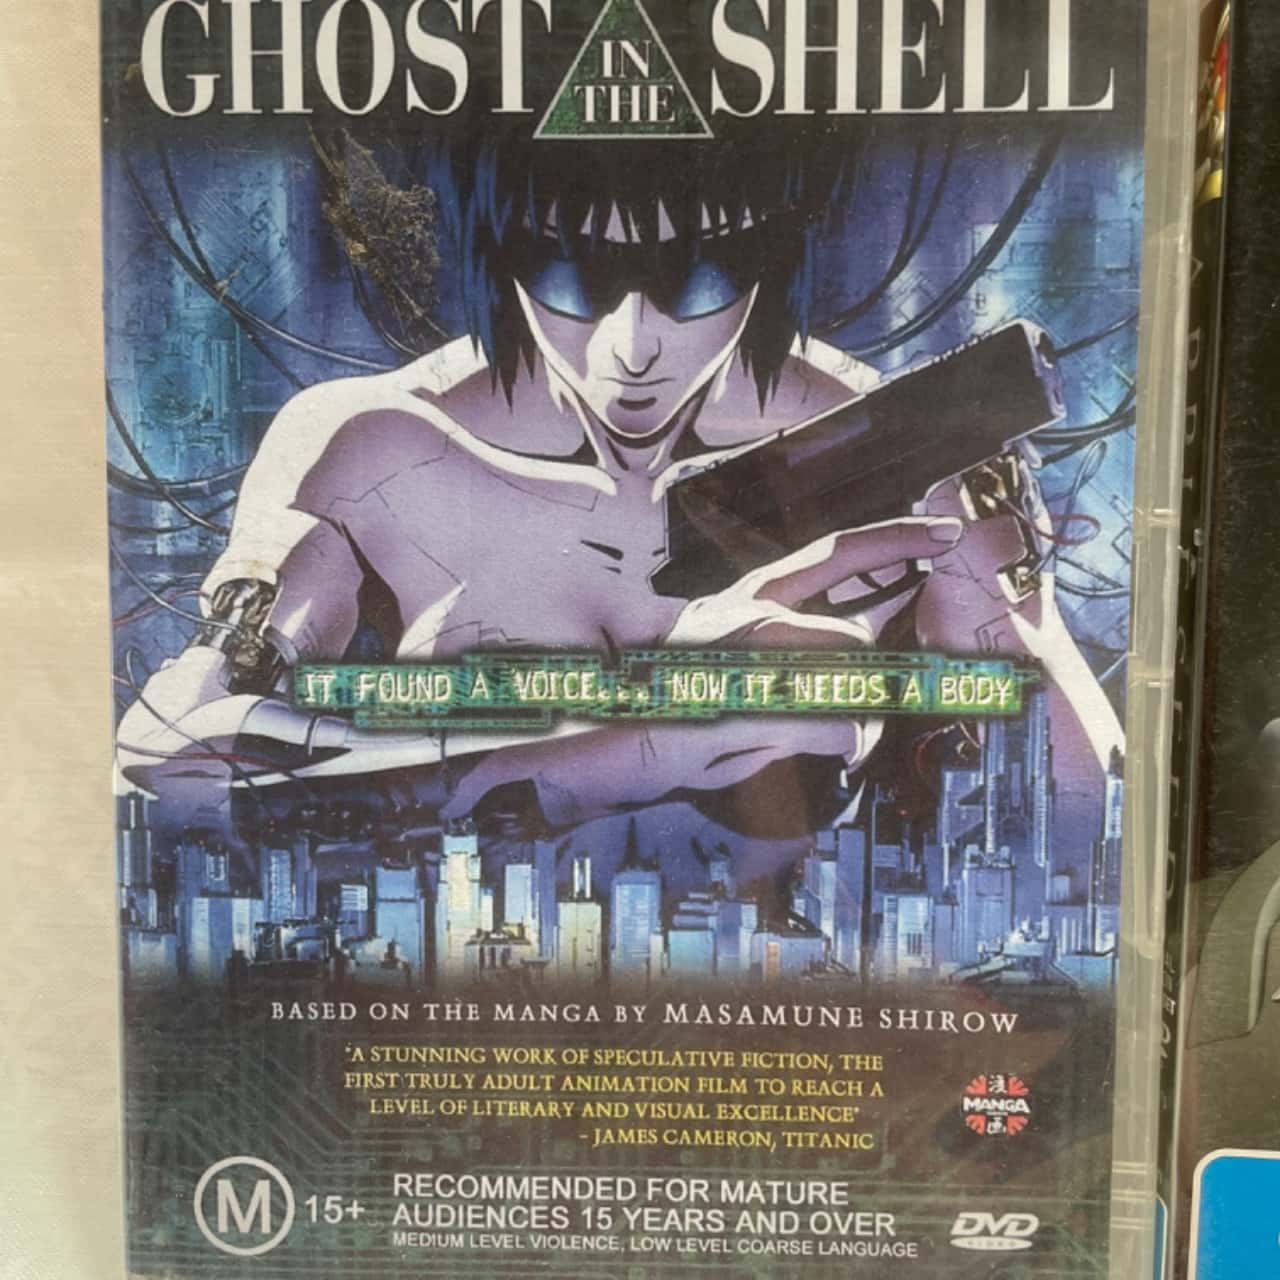 GHOST IN THE SHELL
IT FOUND A VOICE... NOW IT NEEDS A BODY
BASED ON THE MANGA BY MASAMUNE SHIROW
"A STUNNING WORK OF SPECULATIVE FICTION, THE
FIRST TRULY ADULT ANIMATION FILM TO REACH A
LEVEL OF LITERARY AND VISUAL EXCELLENCE"
- JAMES CAMERON, TITANIC
漫
MANGA
画
M 15+
RECOMMENDED FOR MATURE
AUDIENCES 15 YEARS AND OVER
MEDIUM LEVEL VIOLENCE, LOW LEVEL COARSE LANGUAGE
DVD
VIDEO